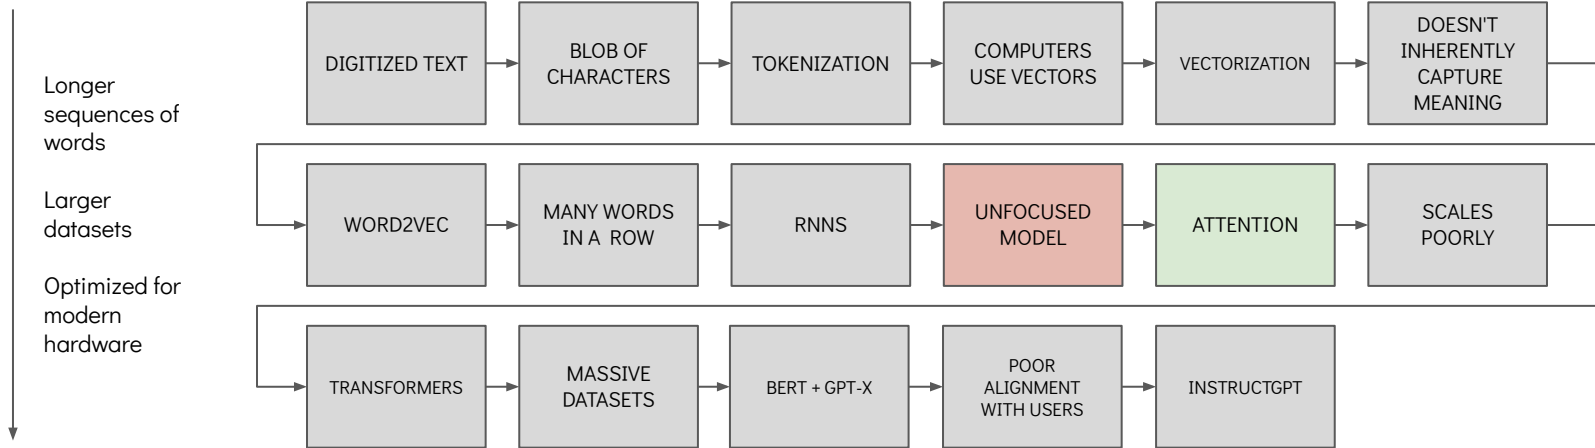 Longer
sequences of
words
Larger
datasets
Optimized for
modern
hardware
DIGITIZED TEXT
BLOB OF
CHARACTERS
TOKENIZATION
COMPUTERS
USE VECTORS
VECTORIZATION
DOESN'T
INHERENTLY
CAPTURE
MEANING
WORD2VEC
MANY WORDS
IN A ROW
RNNS
UNFOCUSED
MODEL
ATTENTION
SCALES
POORLY
TRANSFORMERS
MASSIVE
DATASETS
BERT + GPT-X
POOR
ALIGNMENT
WITH USERS
INSTRUCTGPT